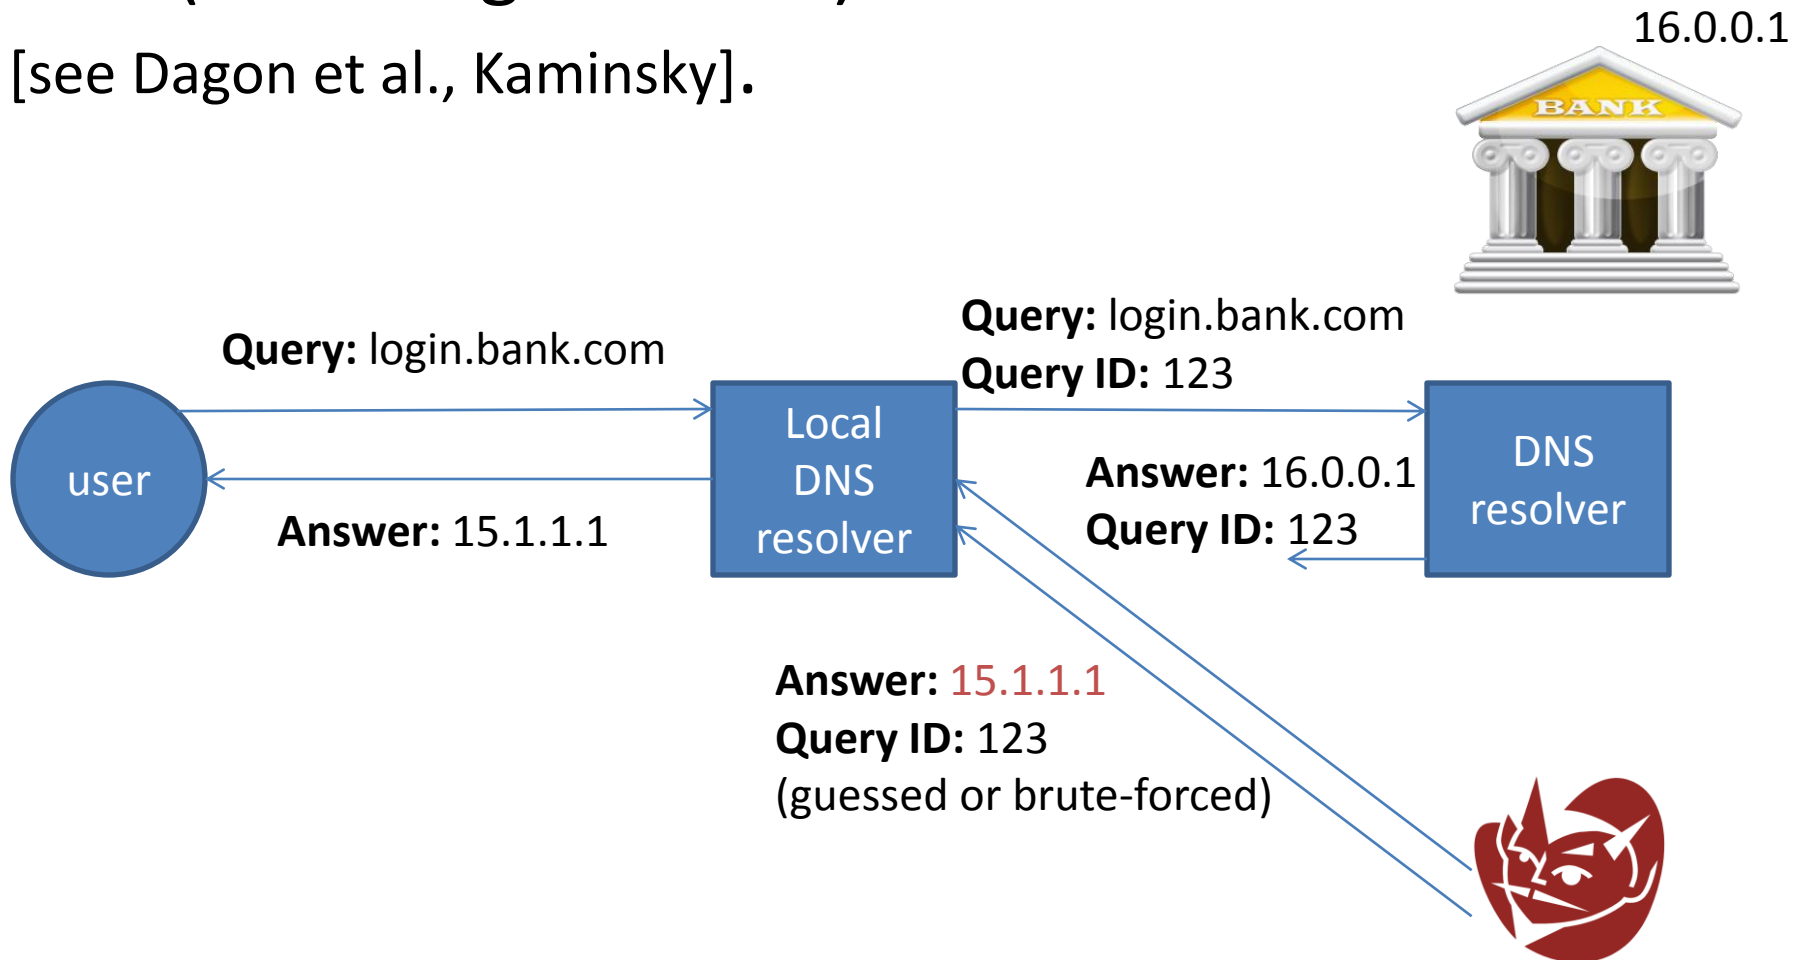 [see Dagon et al., Kaminsky].
16.0.0.1
BANK
Query: login.bank.com
Query ID: 123
Query: login.bank.com
user
Local
DNS
resolver
DNS
resolver
Answer: 16.0.0.1
Query ID: 123
Answer: 15.1.1.1
Answer: 15.1.1.1
Query ID: 123
(guessed or brute-forced)